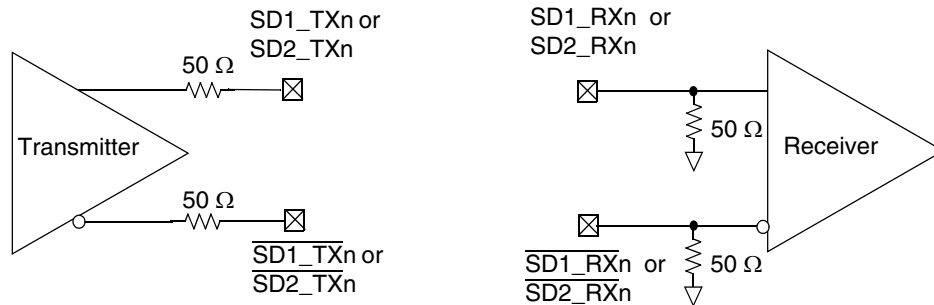 SD1_TXn or
SD2_TXn
50 Ω
Transmitter
50 Ω
SD1_TXn or
SD2_TXn
SD1_RXn or
SD2_RXn
50 Ω
Receiver
50 Ω
SD1_RXn or
SD2_RXn